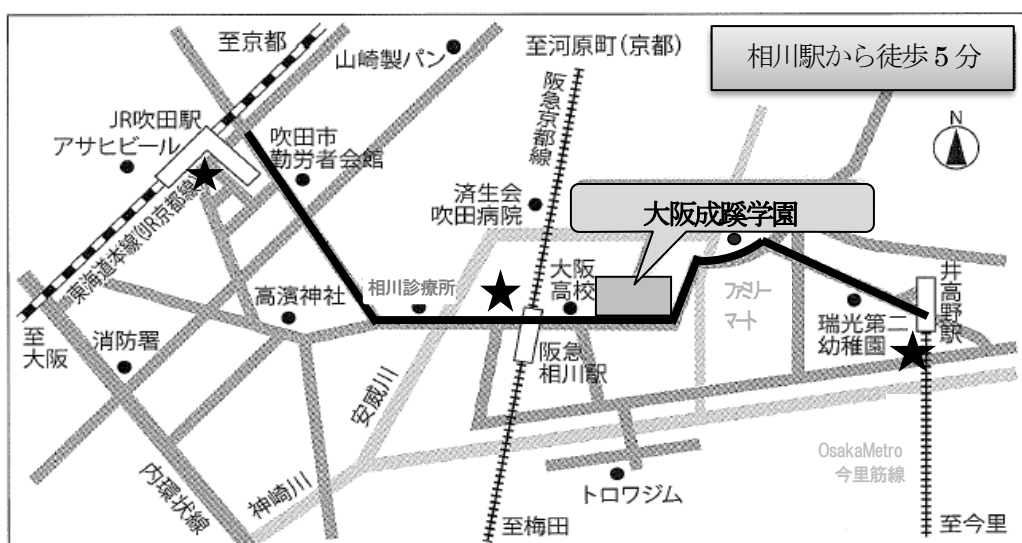 至京都
山崎製パン
至河原町(京都)
相川駅から徒歩5分
JR吹田駅
アサヒビール
吹田市
勤労者会館
阪急京都線
N
済生会
吹田病院
大阪成蹊学園
東海道本線(JR京都線)
相川診療所
大阪
高校
高濱神社
ファミリー
マート
井高野駅
瑞光第二
幼稚園
至
大阪
消防署
阪急
相川駅
安威川
OsakaMetro
今里筋線
内環状線
神崎川
トロワジム
至梅田
至今里